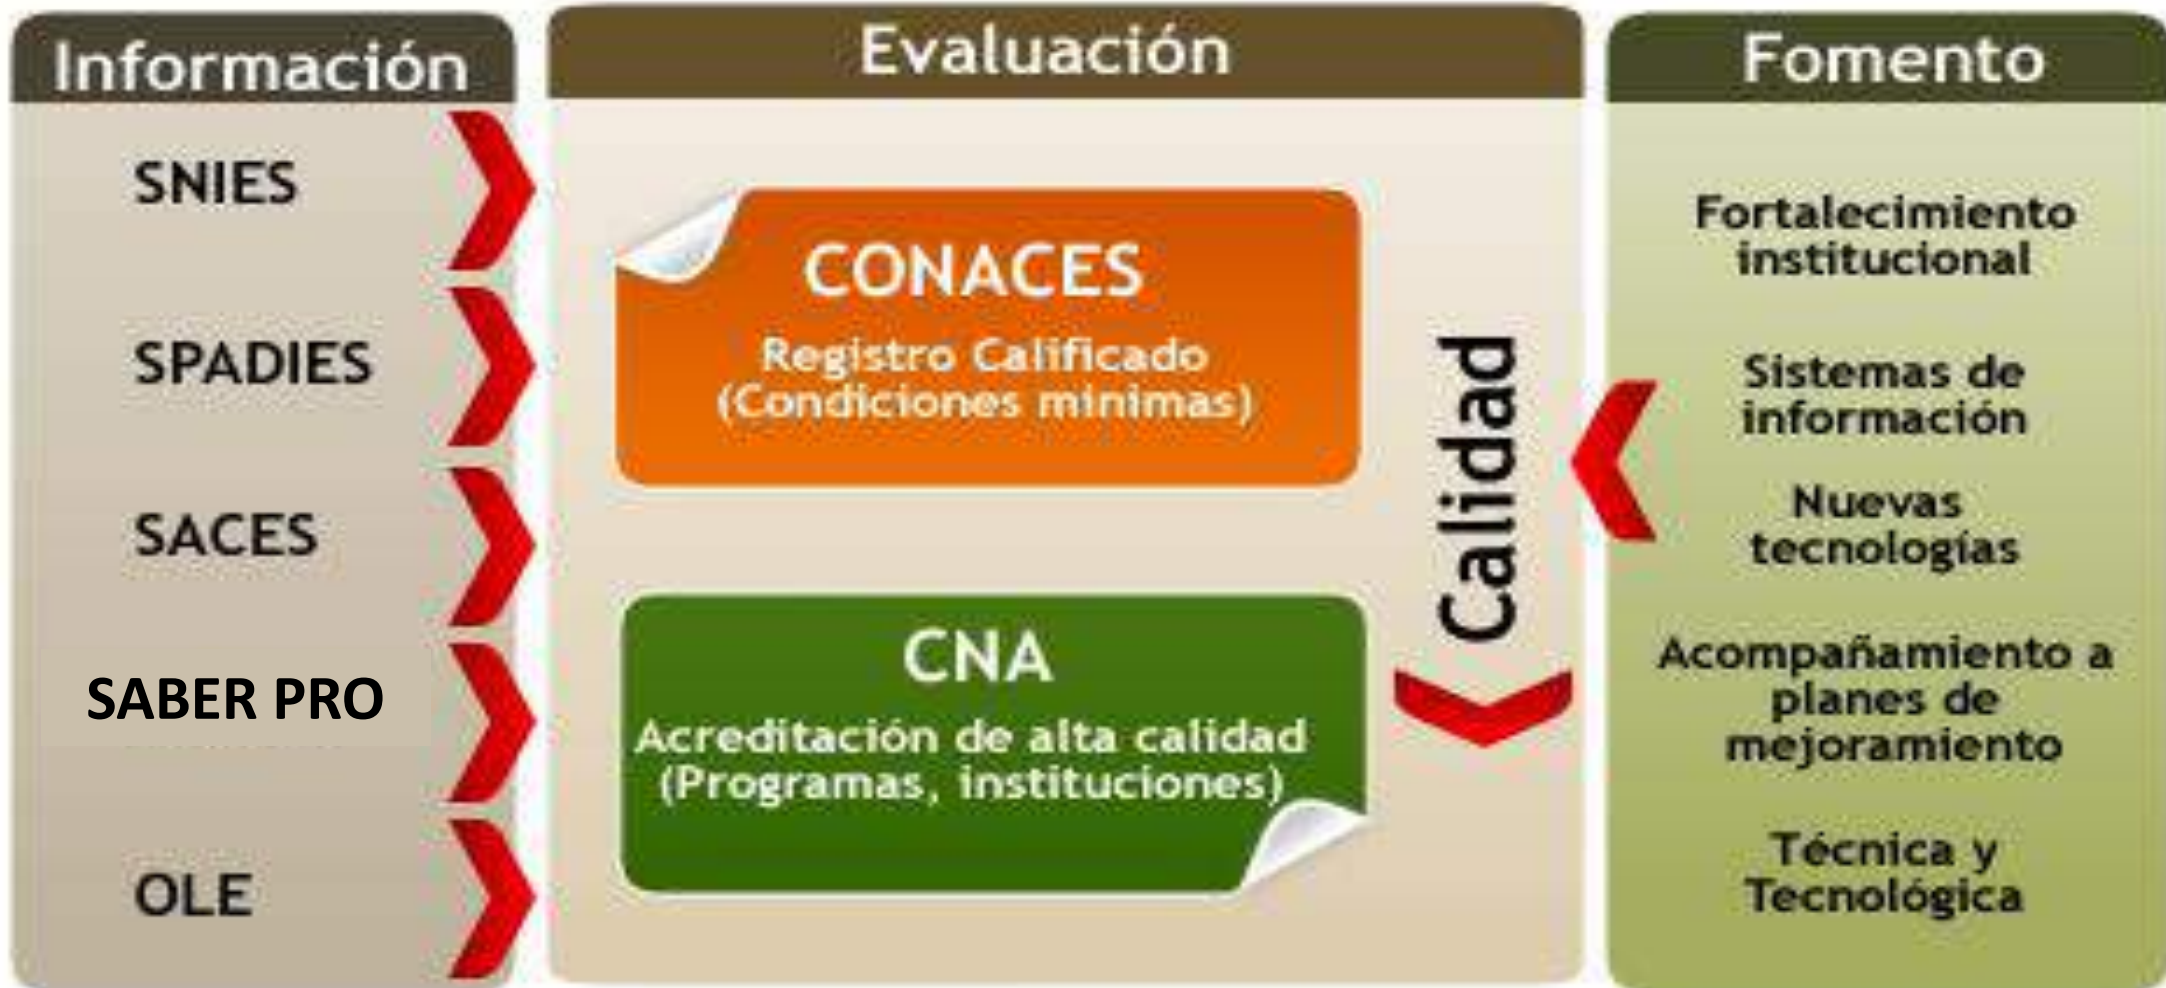 Información
SNIES
SPADIES
SACES
SABER PRO
OLE
Evaluación
CONACES
Registro Calificado
(Condiciones minimas)
CNA
Acreditación de alta calidad
(Programas, instituciones)
Calidad
Fomento
Fortalecimiento
institucional
Sistemas de
información
Nuevas
tecnologías
Acompañamiento a
planes de
mejoramiento
Técnica y
Tecnológica